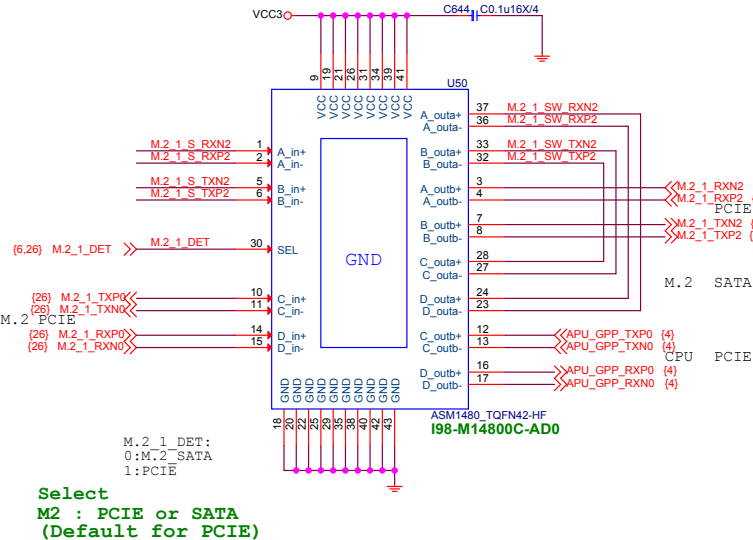 VCC3
C644 C0.1u16X/4
9 19 21 26 31 34 39 41
U50
VCC VCC VCC VCC VCC VCC VCC VCC
A_outa+ 37 M.2_1_SW_RXN2
A_outa- 36 M.2_1_SW_RXP2
M.2_1_S_RXN2 1 A_in+
M.2_1_S_RXP2 2 A_in-
B_outa+ 33 M.2_1_SW_TXN2
B_outa- 32 M.2_1_SW_TXP2
M.2_1_S_TXN2 5 B_in+
M.2_1_S_TXP2 6 B_in-
A_outb+ 3 M.2_1_RXN2
A_outb- 4 M.2_1_RXP2 {
PCIE
B_outb+ 7 M.2_1_TXN2 {
B_outb- 8 M.2_1_TXP2 {
{6,26} M.2_1_DET M.2_1_DET 30 SEL
GND
C_outa+ 28
C_outa- 27
M.2 SATA
{26} M.2_1_TXP0 10 C_in+
{26} M.2_1_TXN0 11 C_in-
M.2 PCIE
D_outa+ 24
D_outa- 23
{26} M.2_1_RXP0 14 D_in+
{26} M.2_1_RXN0 15 D_in-
C_outb+ 12 APU_GPP_TXP0 {4}
C_outb- 13 APU_GPP_TXN0 {4}
CPU PCIE
D_outb+ 16 APU_GPP_RXP0 {4}
D_outb- 17 APU_GPP_RXN0 {4}
GND GND GND GND GND GND GND GND GND GND
18 20 22 25 29 35 38 40 42 43
ASM1480_TQFN42-HF
I98-M14800C-AD0
M.2_1_DET:
0:M.2_SATA
1:PCIE
Select
M2 : PCIE or SATA
(Default for PCIE)